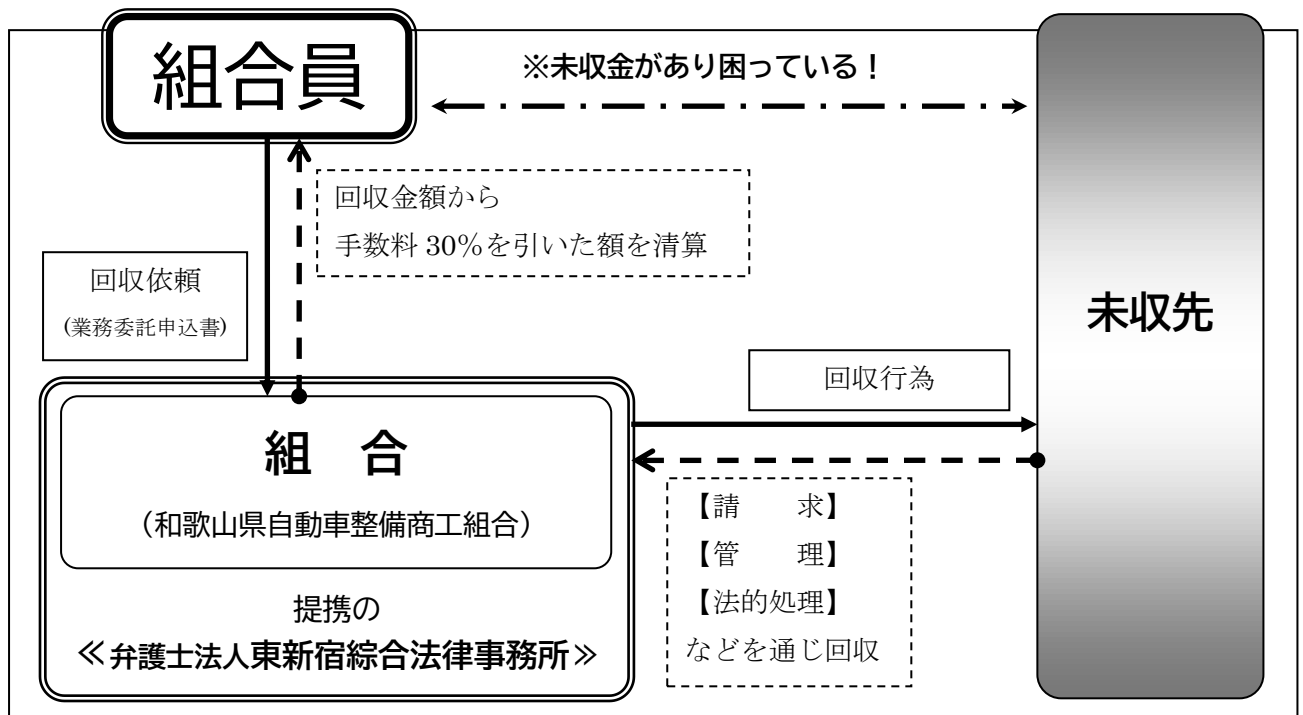 組合員
※未収金があり困っている！
回収金額から
手数料 30％を引いた額を清算
回収依頼
(業務委託申込書)
未収先
回収行為
組　合
（和歌山県自動車整備商工組合）
提携の
≪弁護士法人東新宿綜合法律事務所≫
【請　　求】
【管　　理】
【法的処理】
などを通じ回収